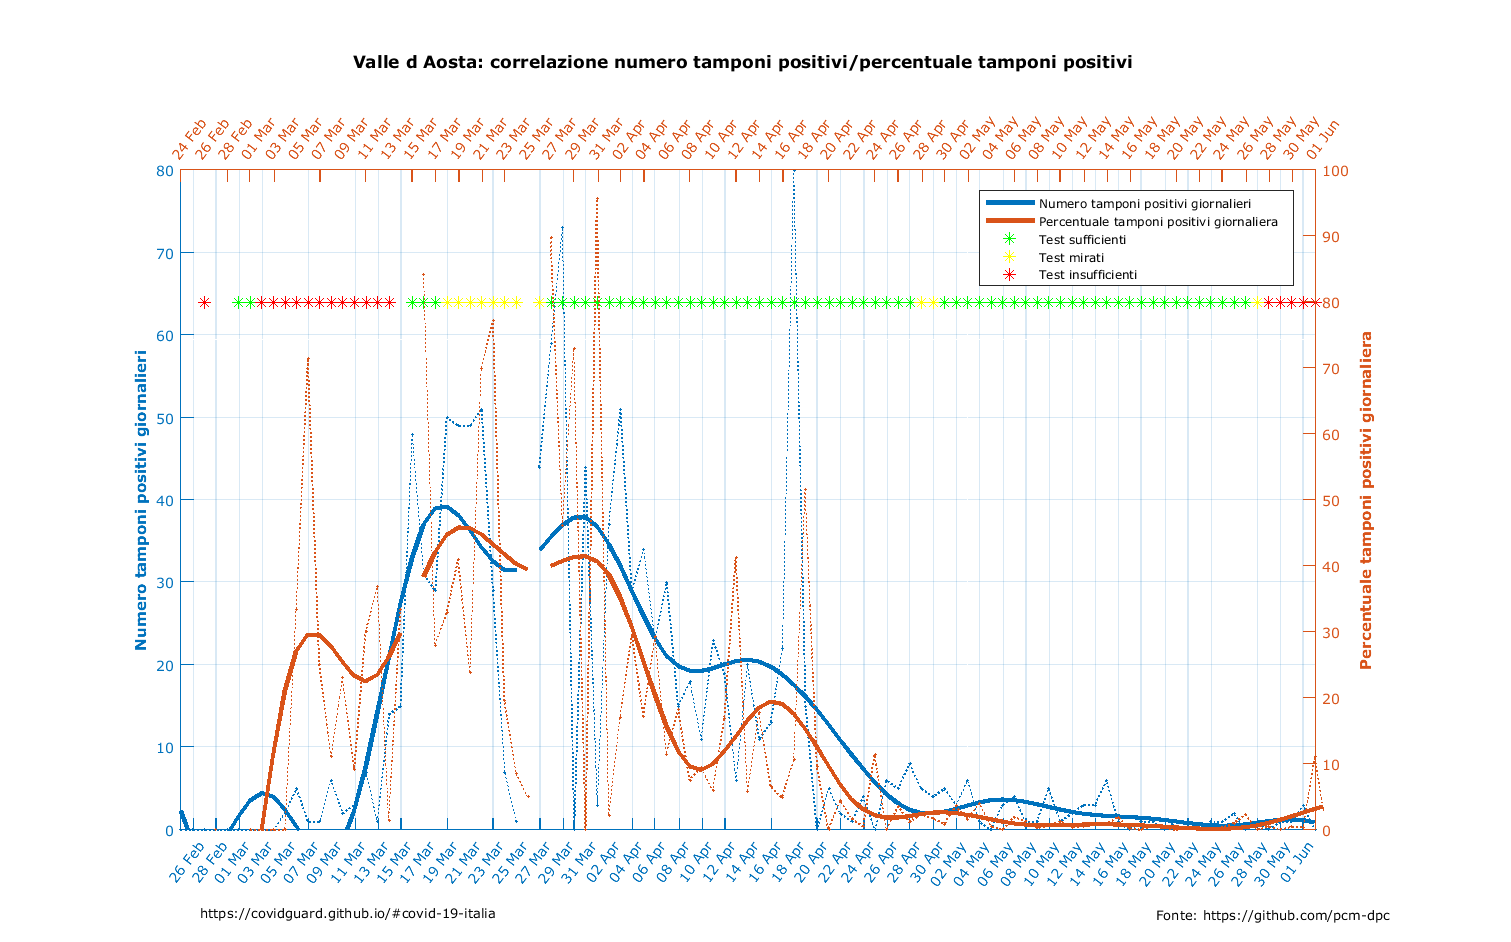 Valle d Aosta: correlazione numero tamponi positivi/percentuale tamponi positivi
24 Feb 26 Feb 28 Feb 01 Mar 03 Mar 05 Mar 07 Mar 09 Mar 11 Mar 13 Mar 15 Mar 17 Mar 19 Mar 21 Mar 23 Mar 25 Mar 27 Mar 29 Mar 31 Mar 02 Apr 04 Apr 06 Apr 08 Apr 10 Apr 12 Apr 14 Apr 16 Apr 18 Apr 20 Apr 22 Apr 24 Apr 26 Apr 28 Apr 30 Apr 02 May 04 May 06 May 08 May 10 May 12 May 14 May 16 May 18 May 20 May 22 May 24 May 26 May 28 May 30 May 01 Jun
Numero tamponi positivi giornalieri
80
70
60
50
40
30
20
10
0
Numero tamponi positivi giornalieri
Percentuale tamponi positivi giornaliera
Test sufficienti
Test mirati
Test insufficienti
100
90
80
70
60
50
40
30
20
10
0
Percentuale tamponi positivi giornaliera
26 Feb 28 Feb 01 Mar 03 Mar 05 Mar 07 Mar 09 Mar 11 Mar 13 Mar 15 Mar 17 Mar 19 Mar 21 Mar 23 Mar 25 Mar 27 Mar 29 Mar 31 Mar 02 Apr 04 Apr 06 Apr 08 Apr 10 Apr 12 Apr 14 Apr 16 Apr 18 Apr 20 Apr 22 Apr 24 Apr 26 Apr 28 Apr 30 Apr 02 May 04 May 06 May 08 May 10 May 12 May 14 May 16 May 18 May 20 May 22 May 24 May 26 May 28 May 30 May 01 Jun
https://covidguard.github.io/#covid-19-italia
Fonte: https://github.com/pcm-dpc